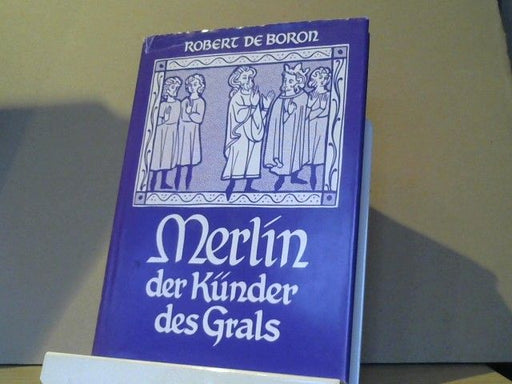 ROBERT DE BORON
Merlin
der Künder
des Grals